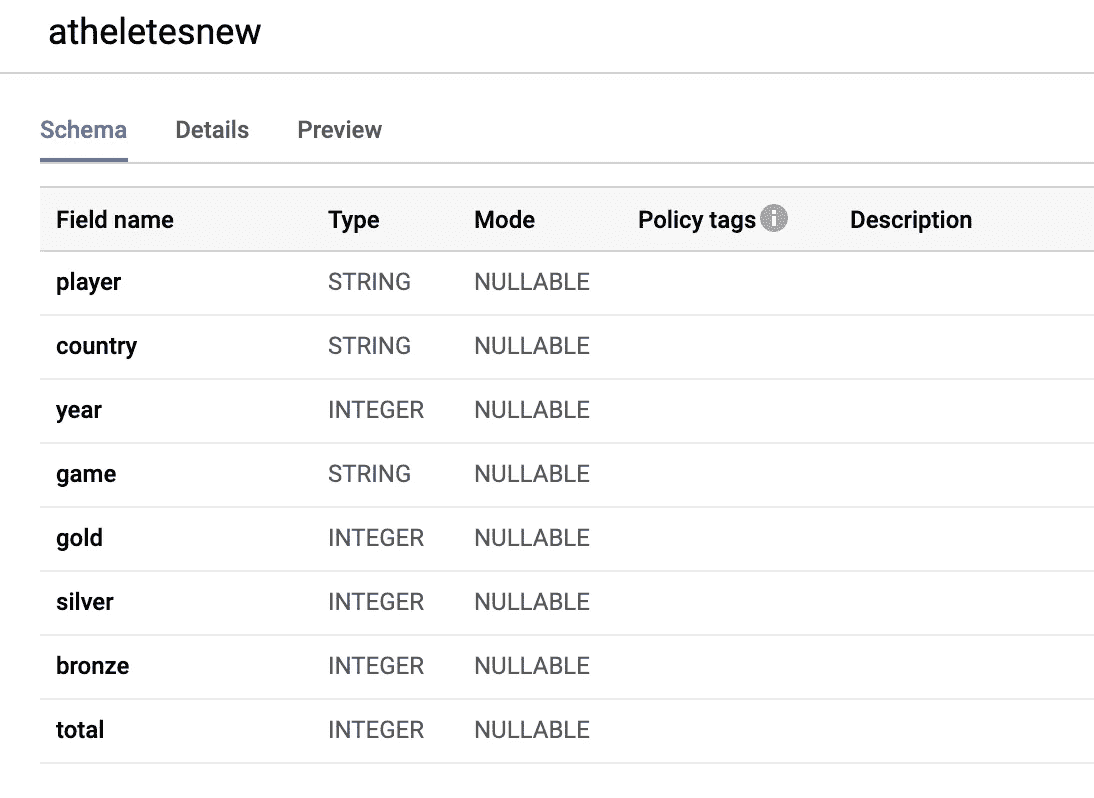 atheletesnew
Schema Details Preview
Field name Type Mode Policy tags Description
player STRING NULLABLE
country STRING NULLABLE
year INTEGER NULLABLE
game STRING NULLABLE
gold INTEGER NULLABLE
silver INTEGER NULLABLE
bronze INTEGER NULLABLE
total INTEGER NULLABLE